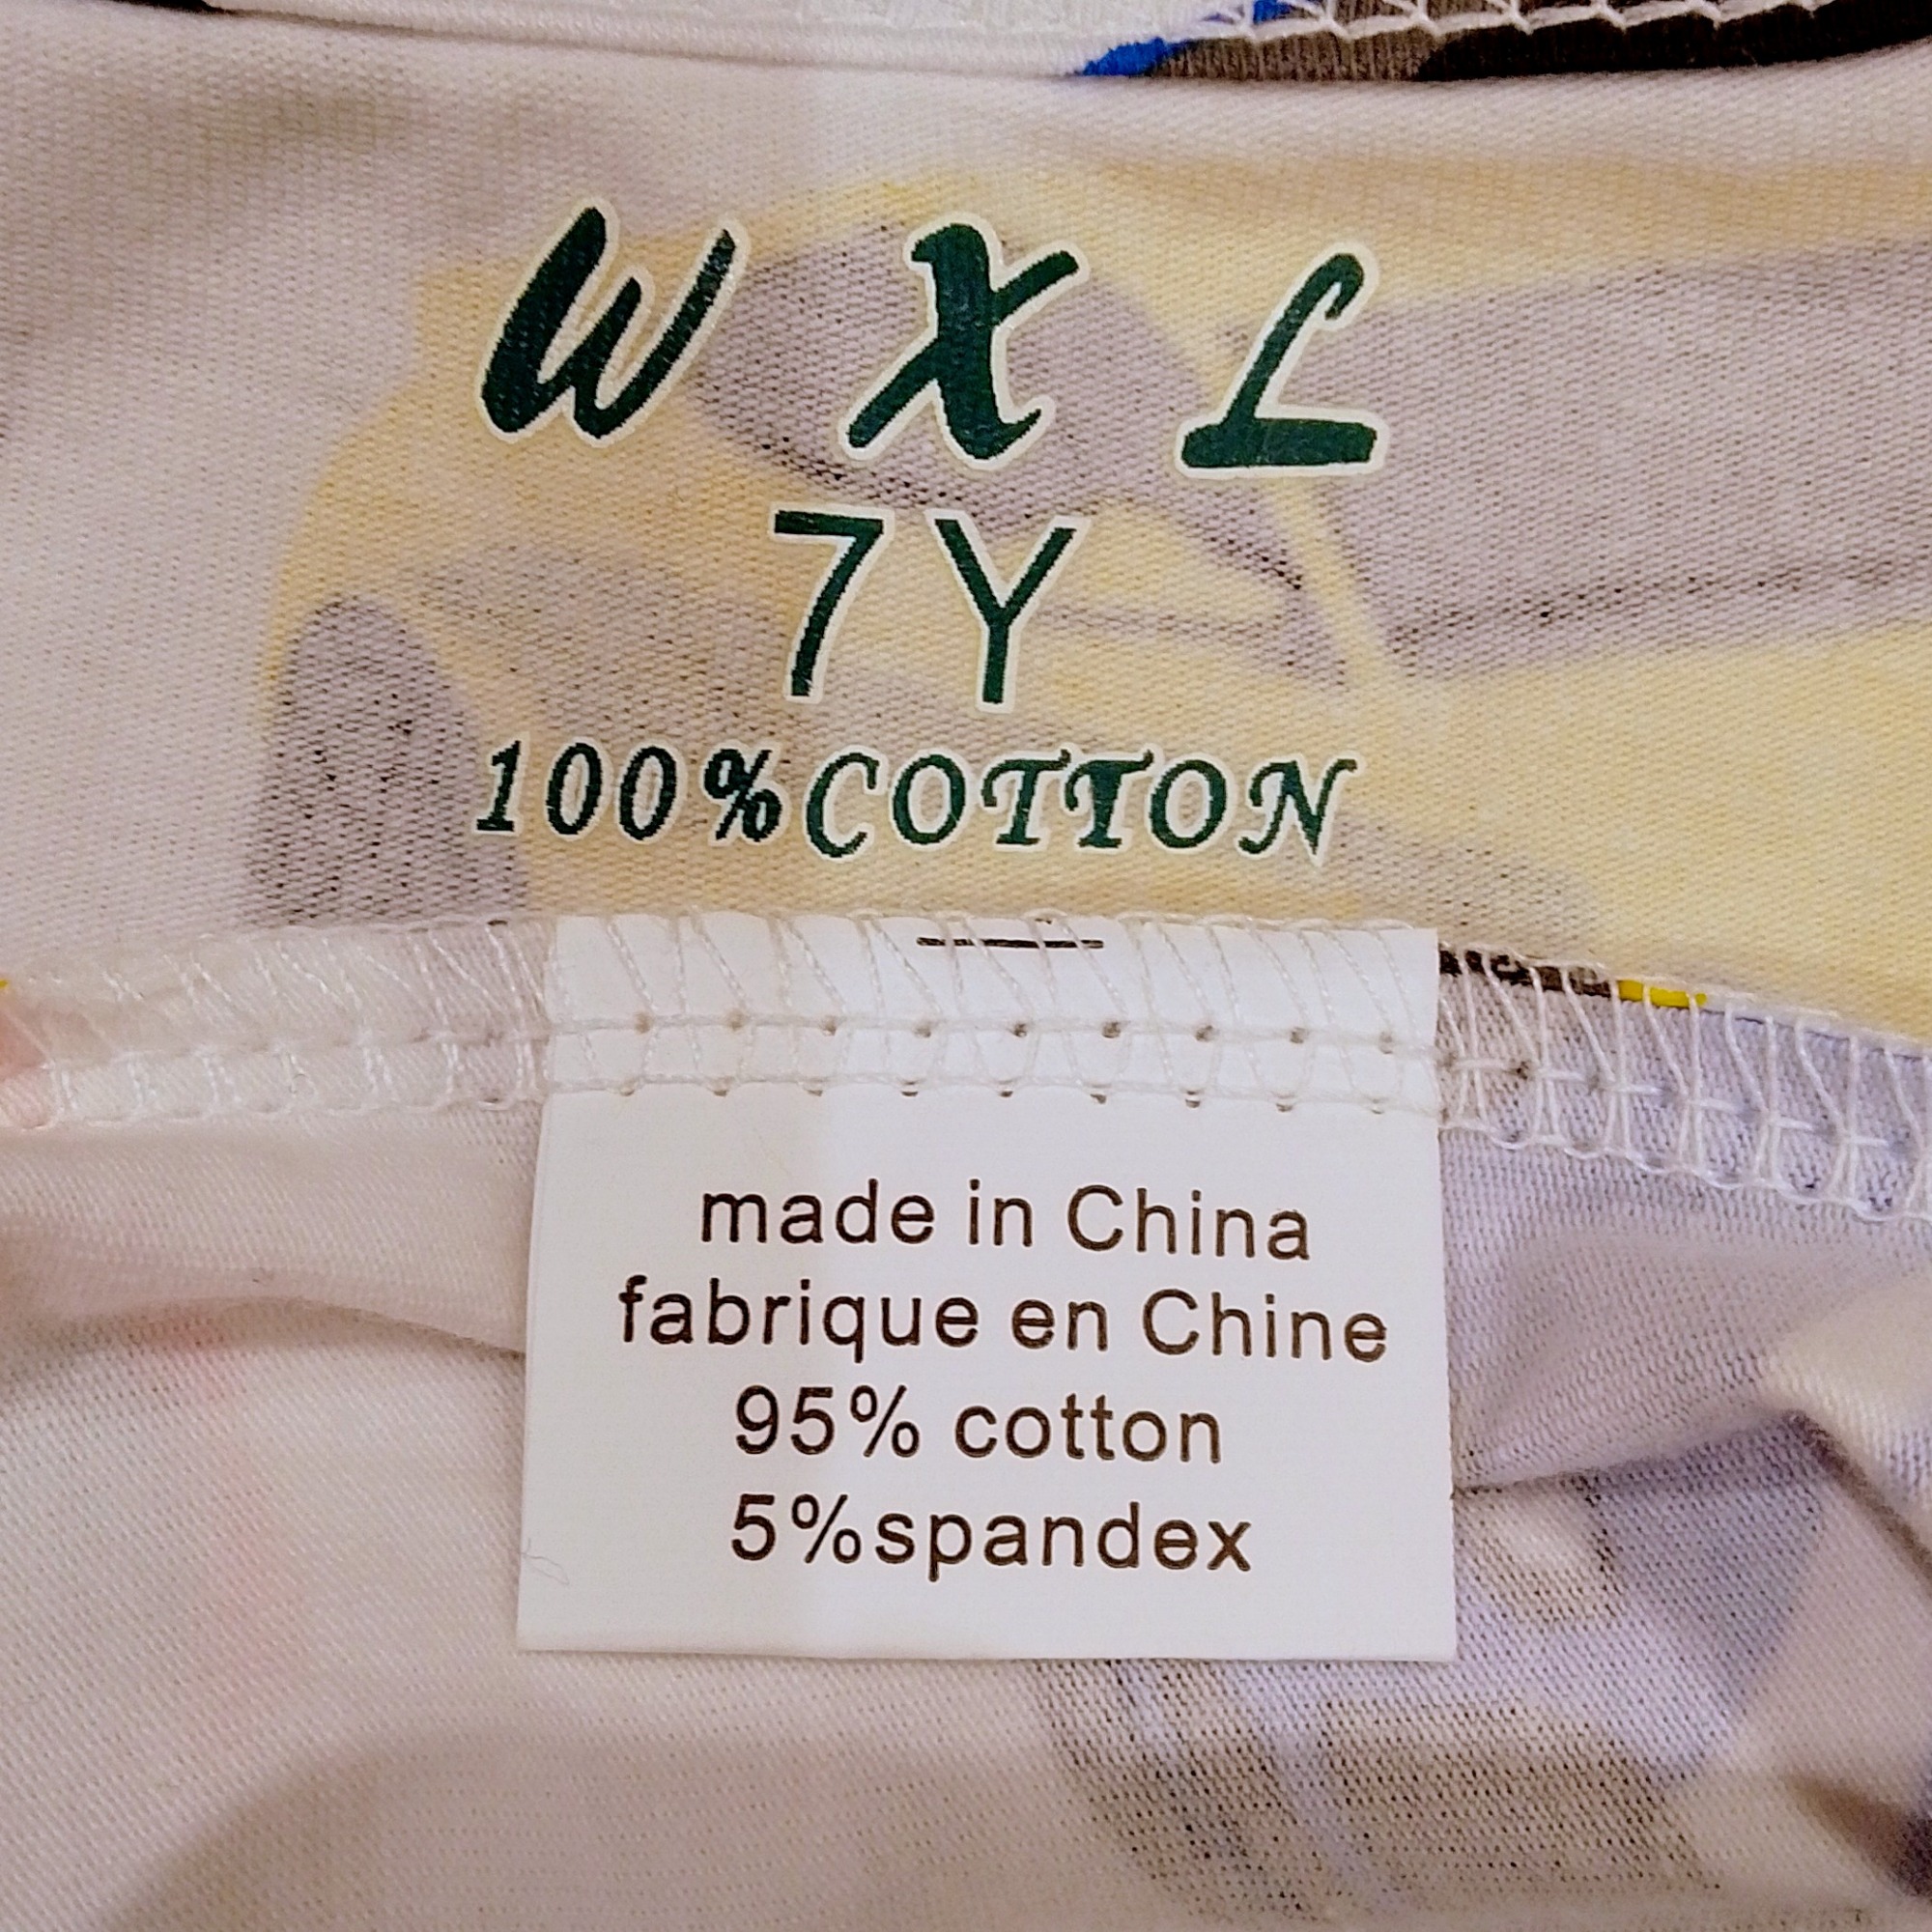 W X L
7Y
100%COTTON
made in China
fabrique en Chine
95% cotton
5%spandex